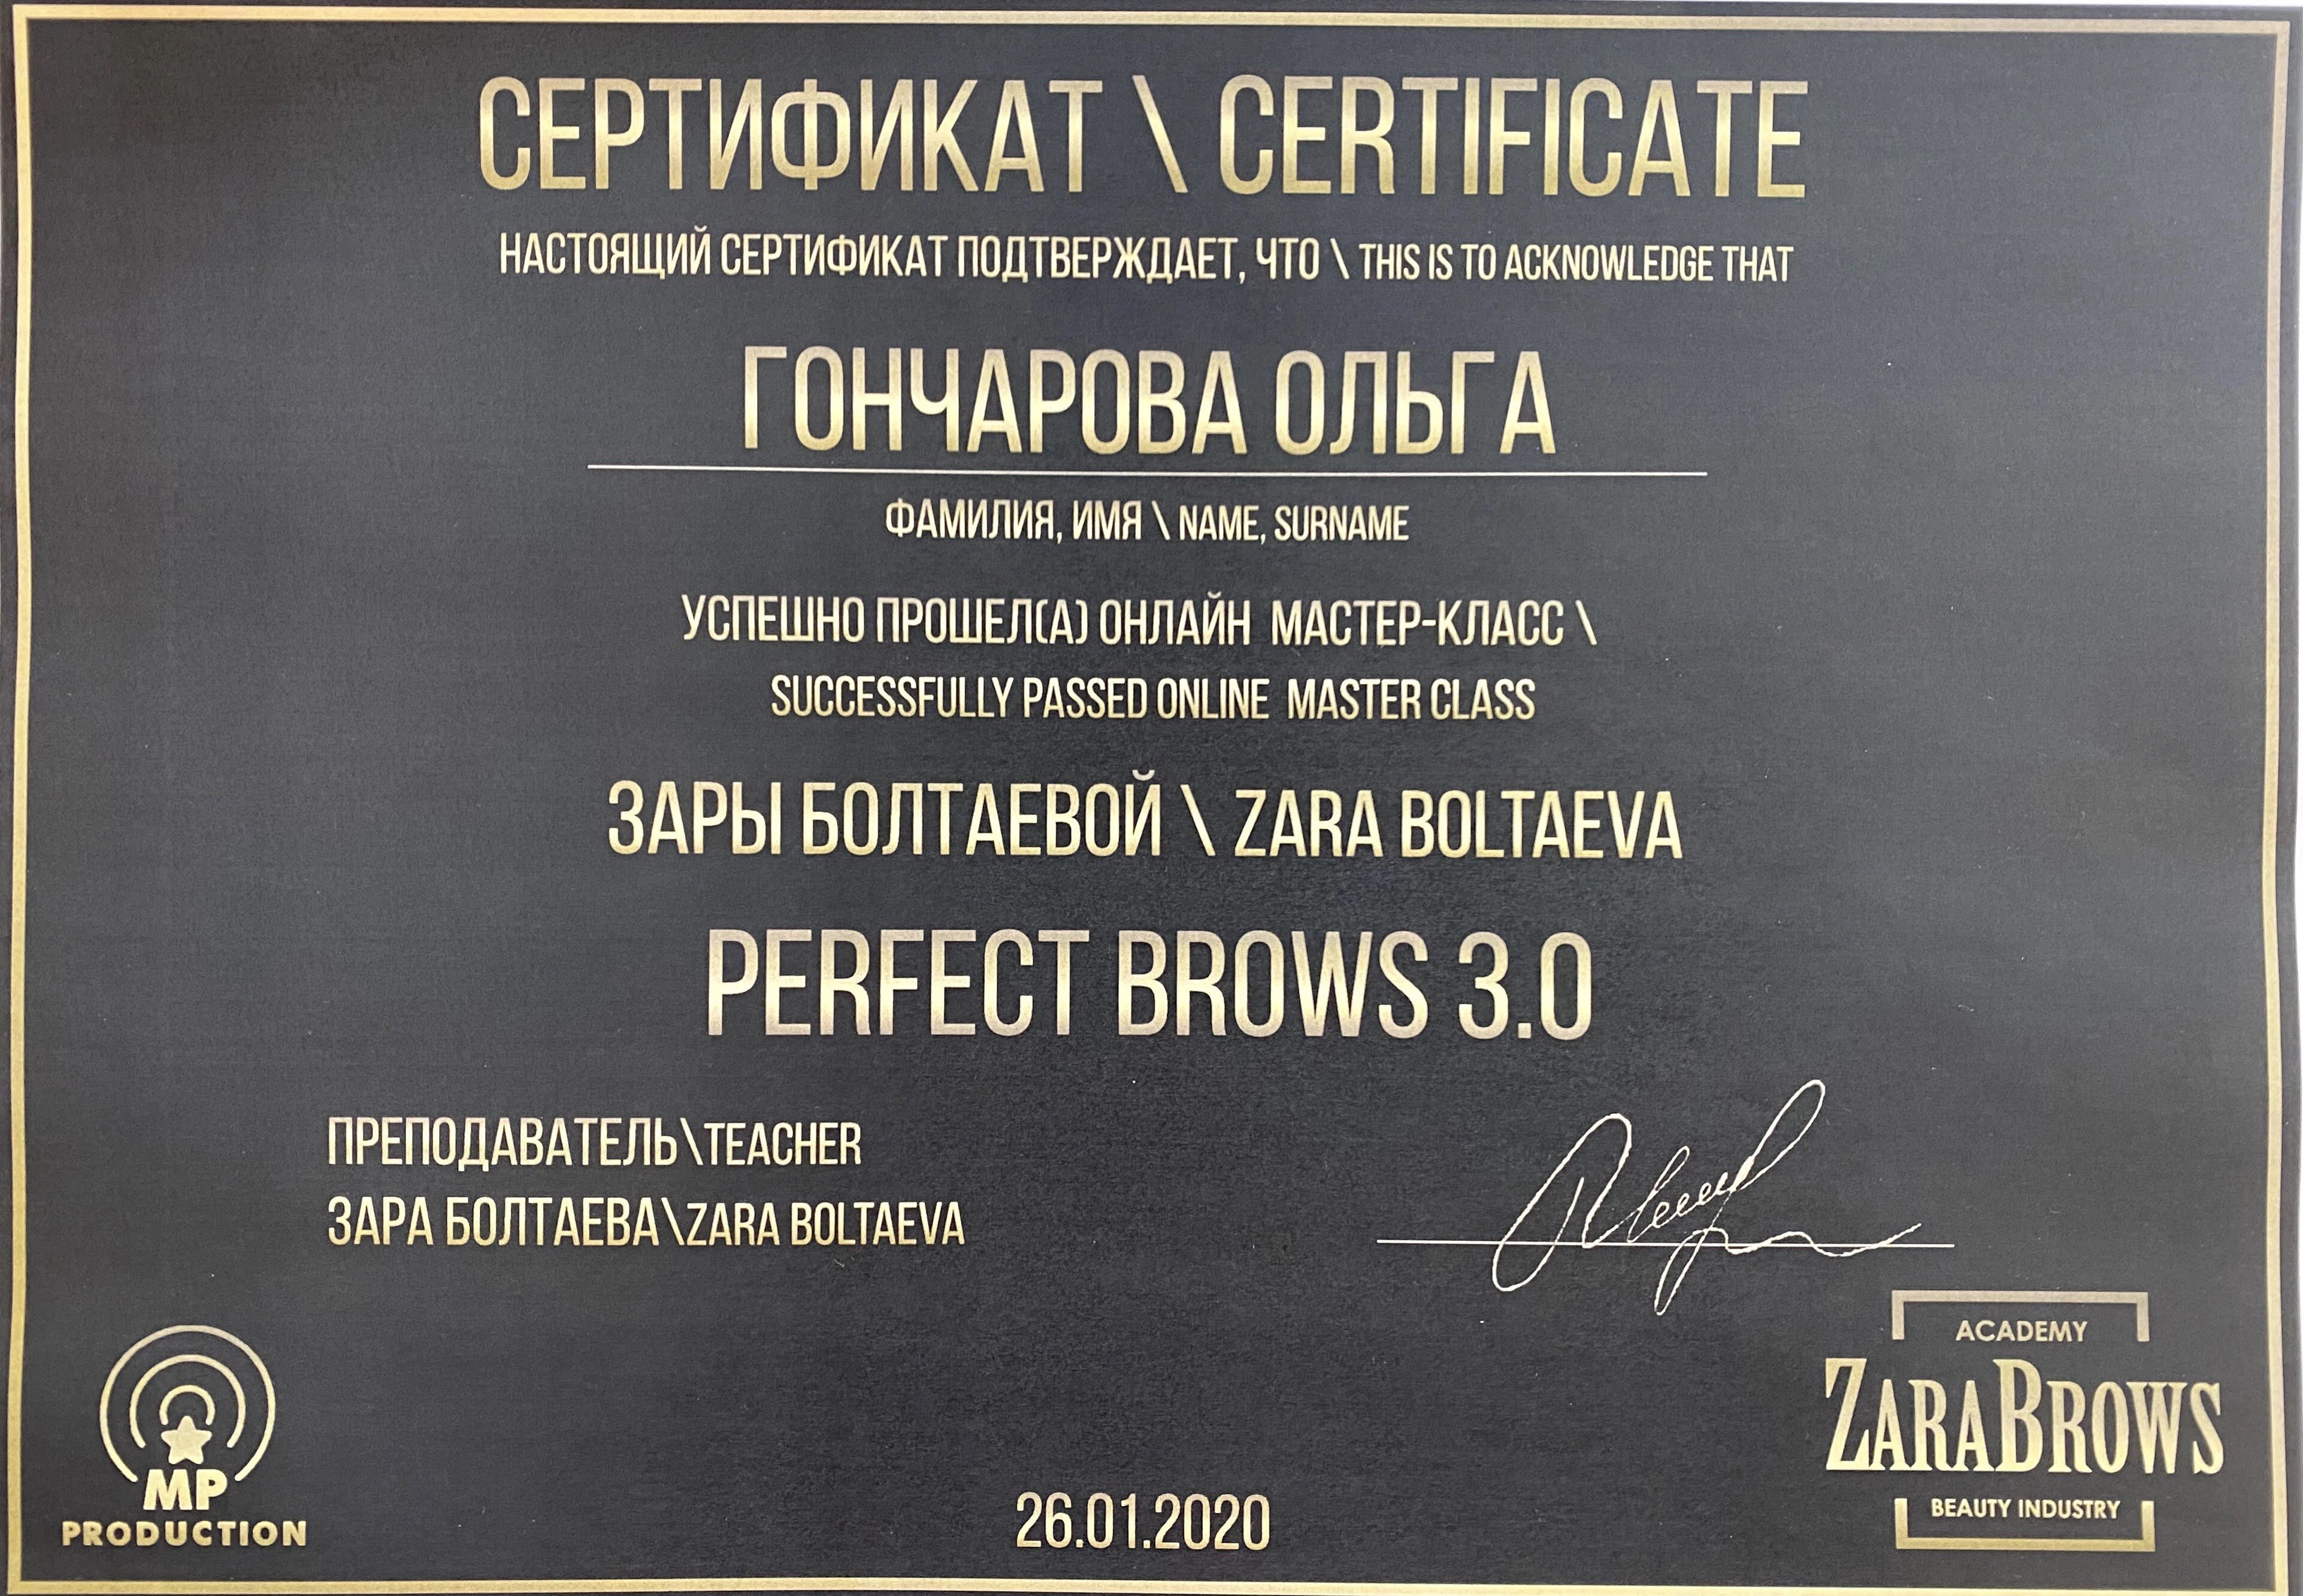 СЕРТИФИКАТ \ CERTIFICATE
НАСТОЯЩИЙ СЕРТИФИКАТ ПОДТВЕРЖДАЕТ, ЧТО \ THIS IS TO ACKNOWLEDGE THAT
ГОНЧАРОВА ОЛЬГА
ФАМИЛИЯ, ИМЯ \ NAME, SURNAME
УСПЕШНО ПРОШЕЛ(А) ОНЛАЙН МАСТЕР-КЛАСС \
SUCCESSFULLY PASSED ONLINE MASTER CLASS
ЗАРЫ БОЛТАЕВОЙ \ ZARA BOLTAEVA
PERFECT BROWS 3.0
ПРЕПОДАВАТЕЛЬ\TEACHER
ЗАРА БОЛТАЕВА\ZARA BOLTAEVA
MP
PRODUCTION
26.01.2020
ACADEMY
ZARABROWS
BEAUTY INDUSTRY